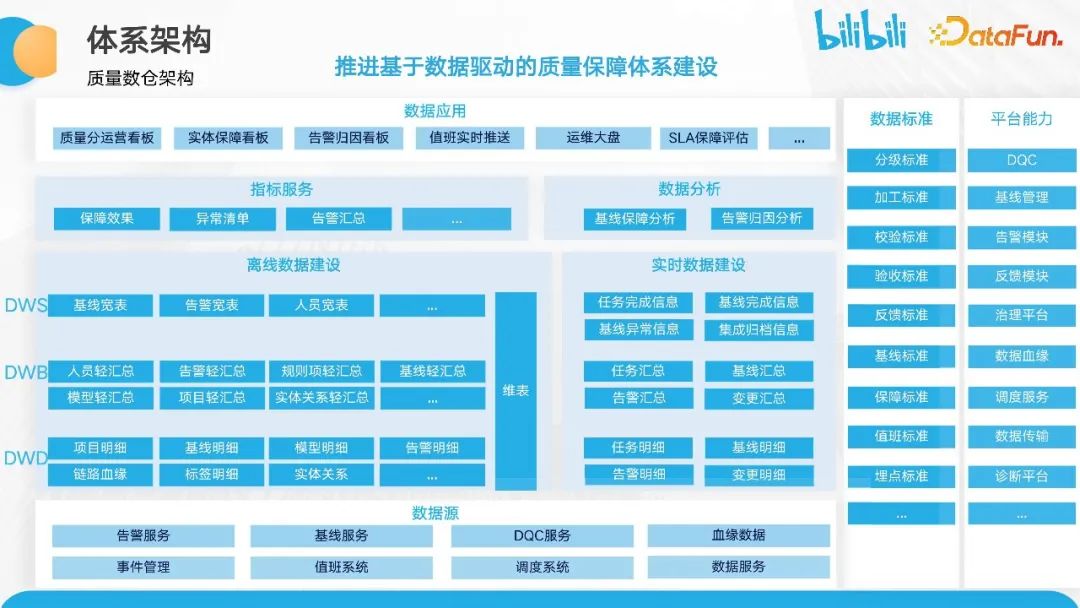 体系架构
质量数仓架构
bilibili
DataFun.
推进基于数据驱动的质量保障体系建设
数据应用
质量分运营看板 实体保障看板 告警归因看板 值班实时推送 运维大盘 SLA保障评估 ...
指标服务
保障效果 异常清单 告警汇总 ...
数据分析
基线保障分析 告警归因分析
离线数据建设
DWS 基线宽表 告警宽表 人员宽表 ...
DWB 人员轻汇总 告警轻汇总 规则项轻汇总 基线轻汇总
模型轻汇总 项目轻汇总 实体关系轻汇总 ...
DWD 项目明细 基线明细 模型明细 告警明细
链路血缘 标签明细 实体关系 ...
维表
实时数据建设
任务完成信息 基线完成信息
基线异常信息 集成归档信息
任务汇总 基线汇总
告警汇总 变更汇总
任务明细 基线明细
告警明细 变更明细
数据源
告警服务 基线服务 DQC服务 血缘数据
事件管理 值班系统 调度系统 数据服务
数据标准
分级标准
加工标准
校验标准
验收标准
反馈标准
基线标准
保障标准
值班标准
埋点标准
...
平台能力
DQC
基线管理
告警模块
反馈模块
治理平台
数据血缘
调度服务
数据传输
诊断平台
...